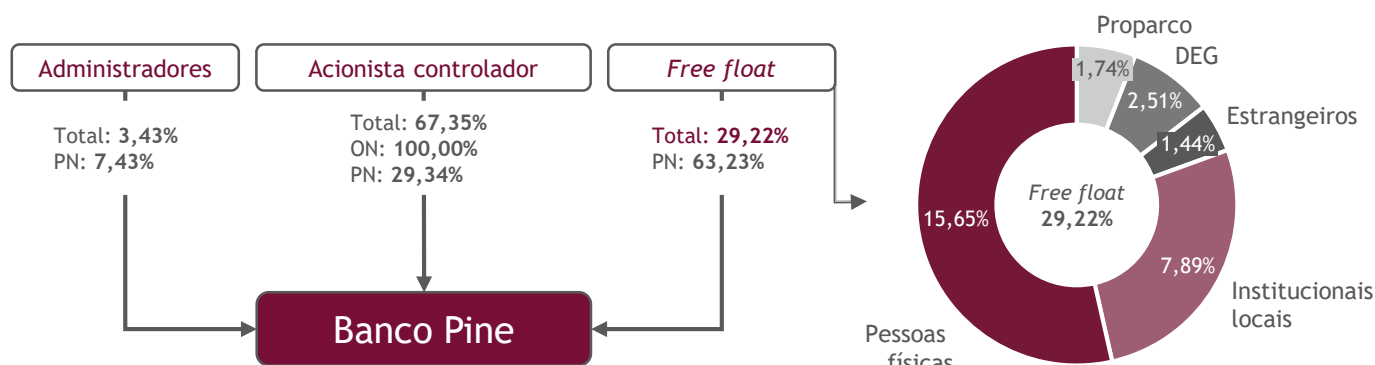 Administradores
Total: 3,43%
PN: 7,43%
Acionista controlador
Total: 67,35%
ON: 100,00%
PN: 29,34%
Free float
Total: 29,22%
PN: 63,23%
Banco Pine
Proparco
1,74%
DEG
2,51%
Estrangeiros
1,44%
Free float
29,22%
15,65%
7,89%
Institucionais
locais
Pessoas
físicas